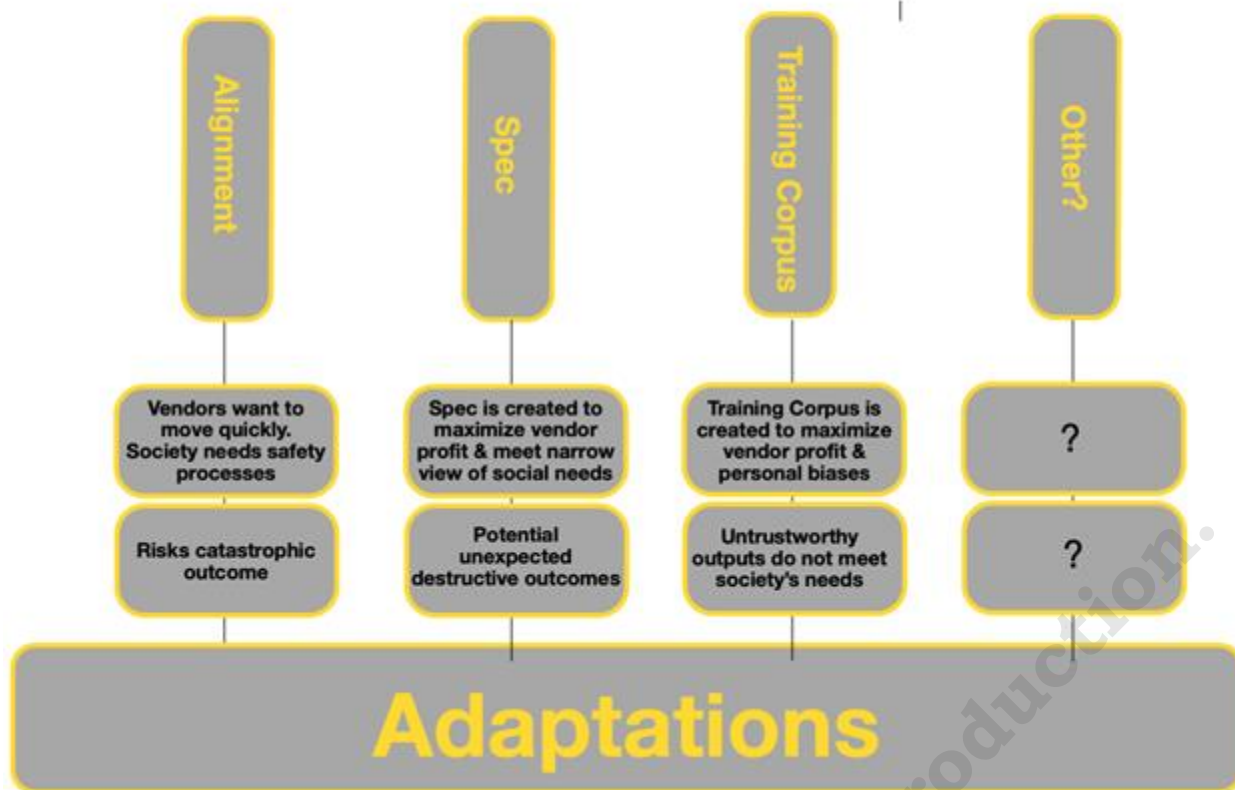 Alignment
Spec
Training Corpus
Other?
Vendors want to
move quickly.
Society needs safety
processes
Spec is created to
maximize vendor
profit & meet narrow
view of social needs
Training Corpus is
created to maximize
vendor profit &
personal biases
?
Risks catastrophic
outcome
Potential
unexpected
destructive outcomes
Untrustworthy
outputs do not meet
society's needs
?
Adaptations